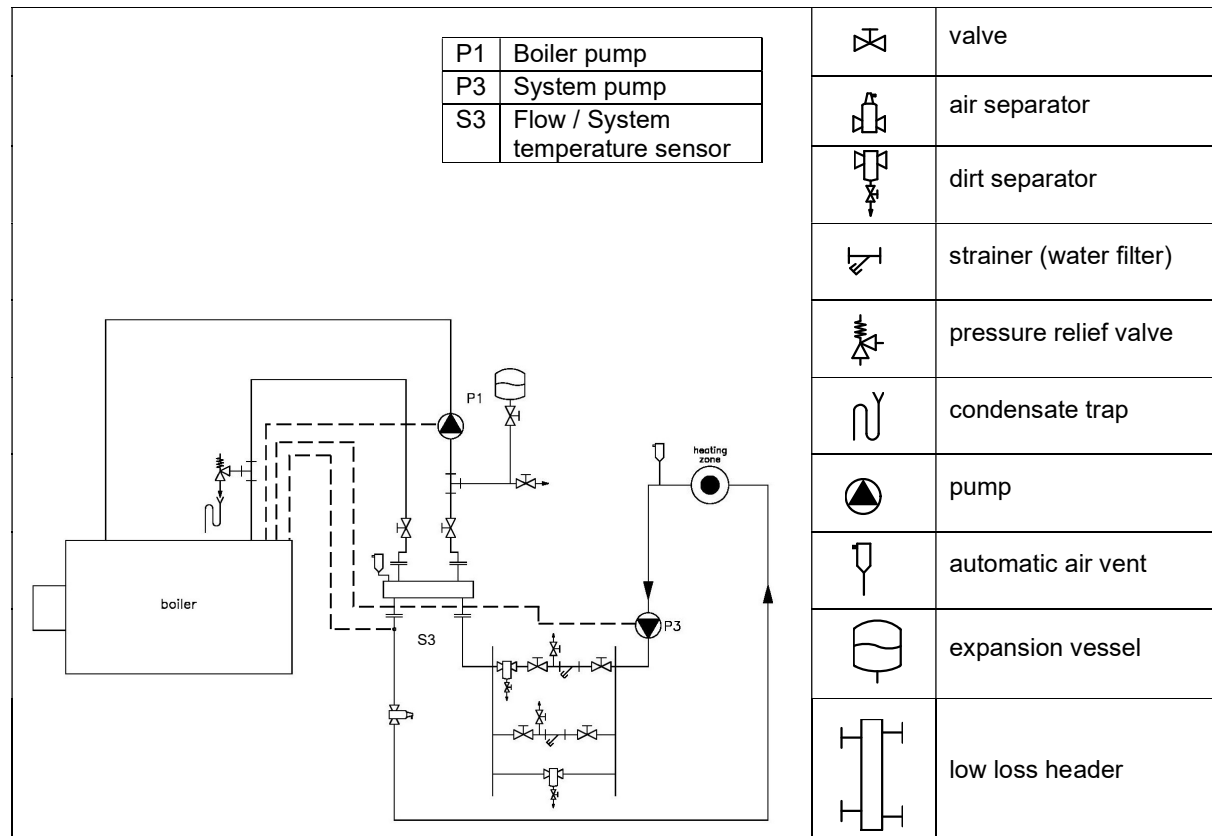 P1 Boiler pump
P3 System pump
S3 Flow / System
temperature sensor
valve
air separator
dirt separator
strainer (water filter)
pressure relief valve
condensate trap
pump
automatic air vent
expansion vessel
low loss header
P1
heating
zone
boiler
S3
P3